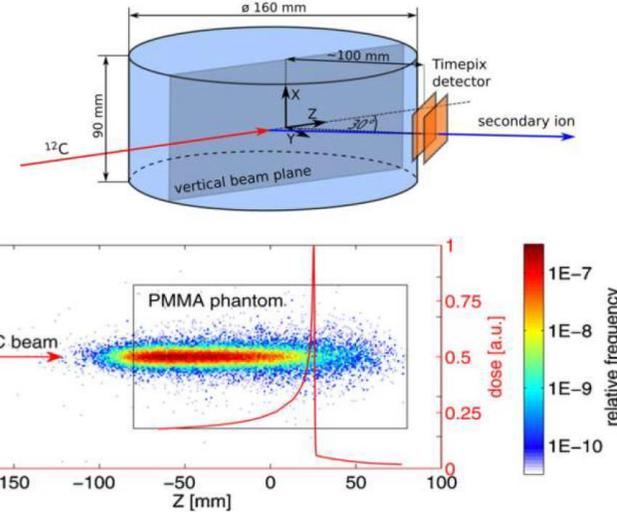 ø 160 mm
~100 mm
Timepix
detector
90 mm
X
Z
30°
Y
secondary ion
¹²C
vertical beam plane
PMMA phantom
C beam
1
0.75
0.5
0.25
0
dose [a.u.]
150
−100
−50
0
50
100
Z [mm]
1E–7
1E–8
1E–9
1E–10
relative frequency